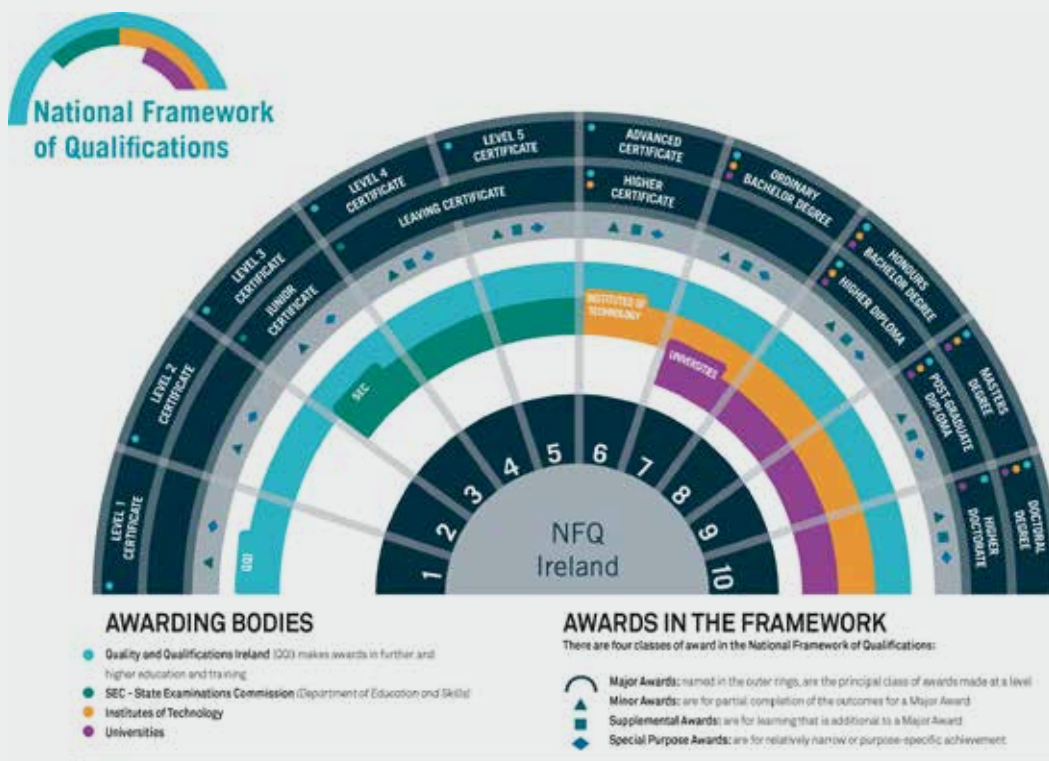 National Framework
of Qualifications
LEVEL 1
CERTIFICATE
LEVEL 2
CERTIFICATE
LEVEL 3
CERTIFICATE
JUNIOR
CERTIFICATE
LEVEL 4
CERTIFICATE
LEAVING CERTIFICATE
LEVEL 5
CERTIFICATE
ADVANCED
CERTIFICATE
HIGHER
CERTIFICATE
ORDINARY
BACHELOR DEGREE
HONOURS
BACHELOR DEGREE
HIGHER DIPLOMA
MASTERS
DEGREE
POST-GRADUATE
DIPLOMA
DOCTORAL
DEGREE
HIGHER
DOCTORATE
QQI
SEC
INSTITUTES OF
TECHNOLOGY
UNIVERSITIES
1
2
3
4
5
6
7
8
9
10
NFQ
Ireland
AWARDING BODIES
Quality and Qualifications Ireland (QQI) makes awards in further and
higher education and training
SEC - State Examinations Commission (Department of Education and Skills)
Institutes of Technology
Universities
AWARDS IN THE FRAMEWORK
There are four classes of award in the National Framework of Qualifications:
Major Awards: named in the outer rings, are the principal class of awards made at a level
Minor Awards: are for partial completion of the outcomes for a Major Award
Supplemental Awards: are for learning that is additional to a Major Award
Special Purpose Awards: are for relatively narrow or purpose-specific achievement